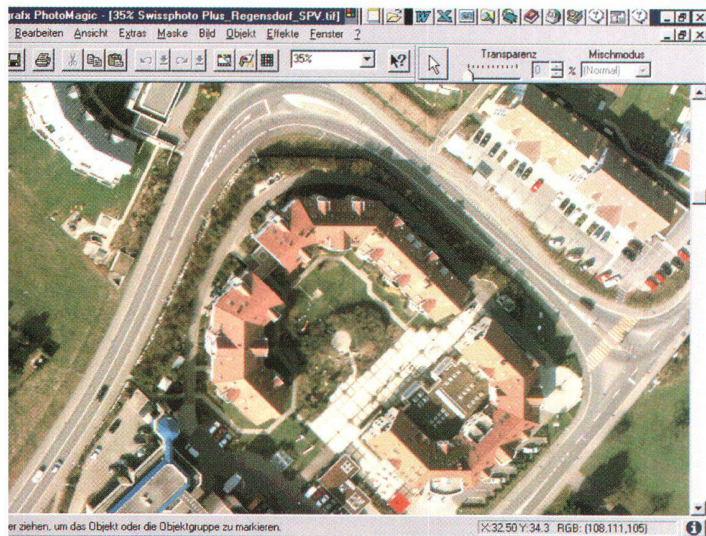 grafx PhotoMagic - [35% Swissphoto Plus_Regensdorf_SPV.tif]
Bearbeiten Ansicht Extras Maske Bild Objekt Effekte Fenster ?
35%
Transparenz
0 %
Mischmodus
(Normal)
er ziehen, um das Objekt oder die Objektgruppe zu markieren.
X:32.50 Y:34.3 RGB: (108,111,105)